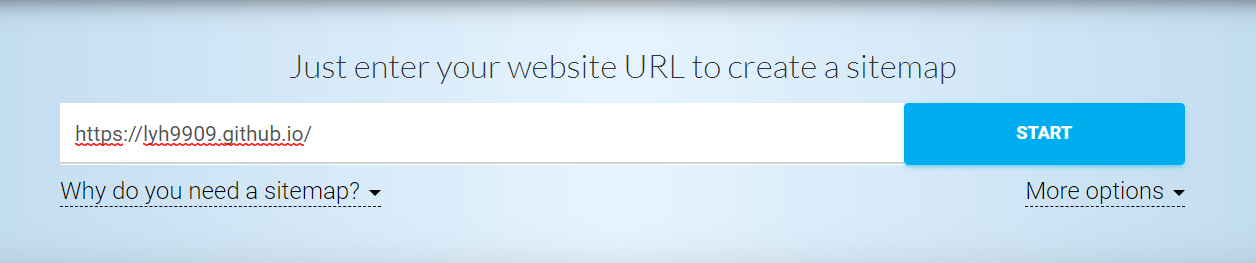 Just enter your website URL to create a sitemap
https://lyh9909.github.io/
START
Why do you need a sitemap?
More options